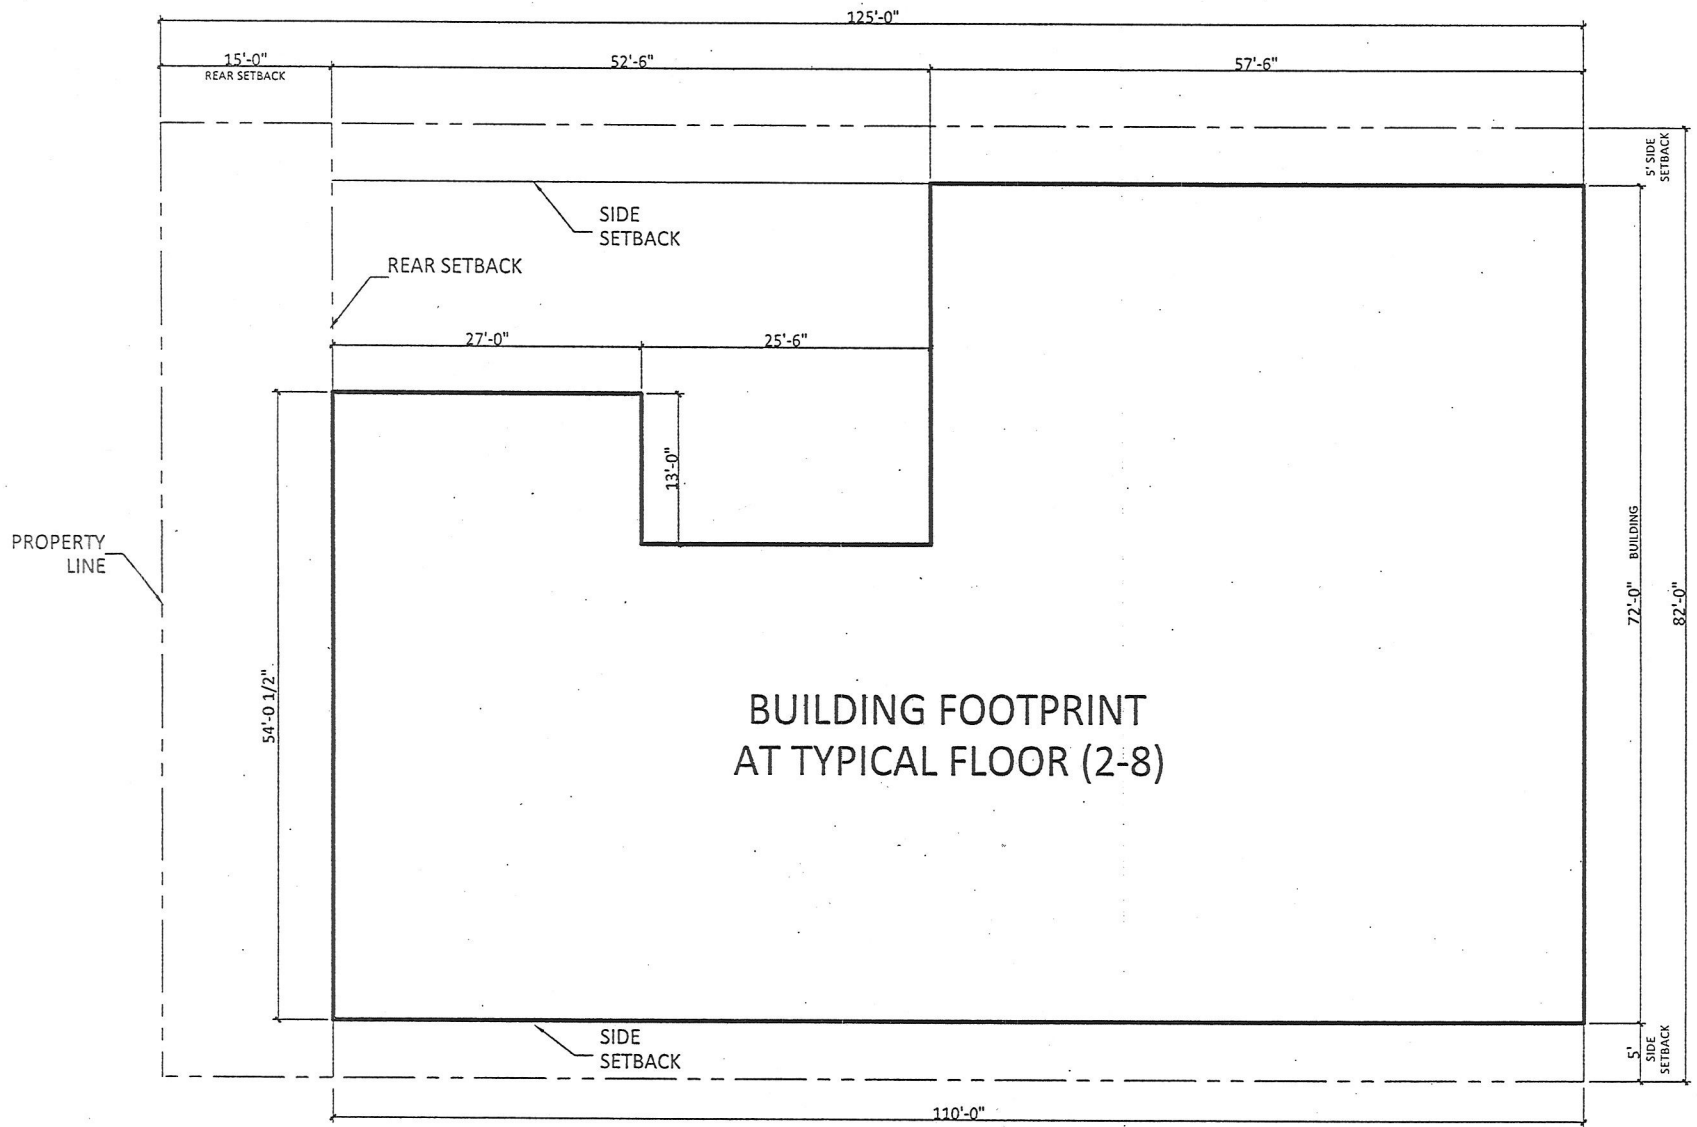 125'-0"
15'-0"
REAR SETBACK
52'-6"
57'-6"
5' SIDE
SETBACK
SIDE
SETBACK
REAR SETBACK
27'-0"
25'-6"
13'-0"
PROPERTY
LINE
54'-0 1/2"
BUILDING FOOTPRINT
AT TYPICAL FLOOR (2-8)
72'-0" BUILDING
82'-0"
SIDE
SETBACK
5'
SIDE
SETBACK
110'-0"